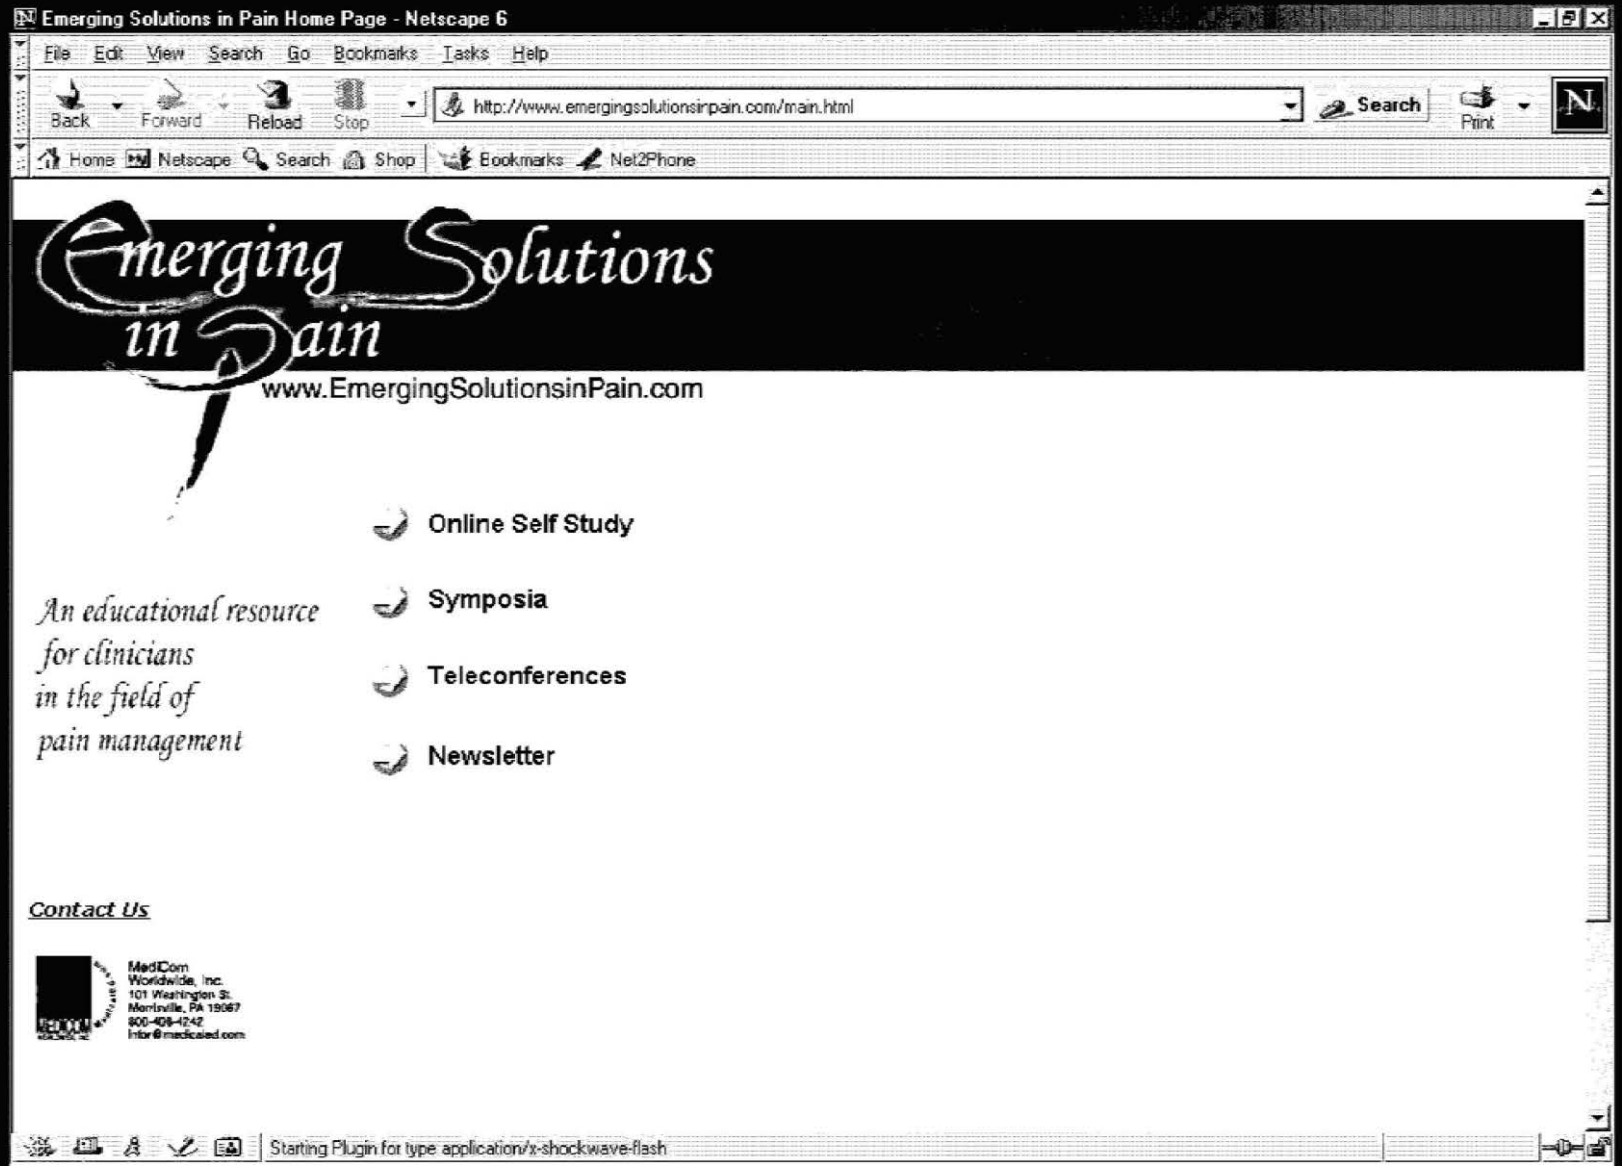 Emerging Solutions in Pain Home Page - Netscape 6
File Edit View Search Go Bookmarks Tasks Help
Back Forward Reload Stop http://www.emergingsolutionsinpain.com/main.html Search Print N
Home Netscape Search Shop Bookmarks Net2Phone
Emerging Solutions
in Pain
www.EmergingSolutionsinPain.com
Online Self Study
Symposia
Teleconferences
Newsletter
An educational resource
for clinicians
in the field of
pain management
Contact Us
MEDICOM
MediCom
Worldwide, Inc.
101 Washington St.
Morrisville, PA 19067
800-408-4242
Starting Plugin for type application/x-shockwave-flash